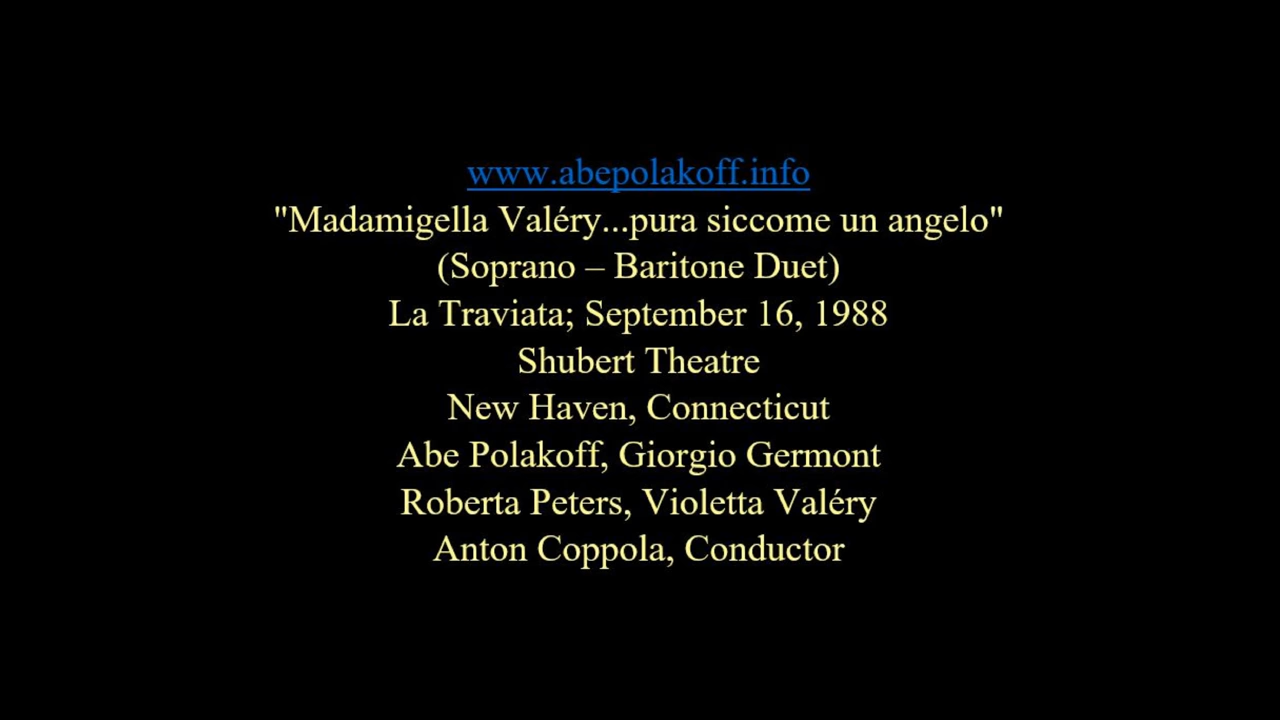 www.abepolakoff.info
"Madamigella Valéry...pura siccome un angelo"
(Soprano – Baritone Duet)
La Traviata; September 16, 1988
Shubert Theatre
New Haven, Connecticut
Abe Polakoff, Giorgio Germont
Roberta Peters, Violetta Valéry
Anton Coppola, Conductor